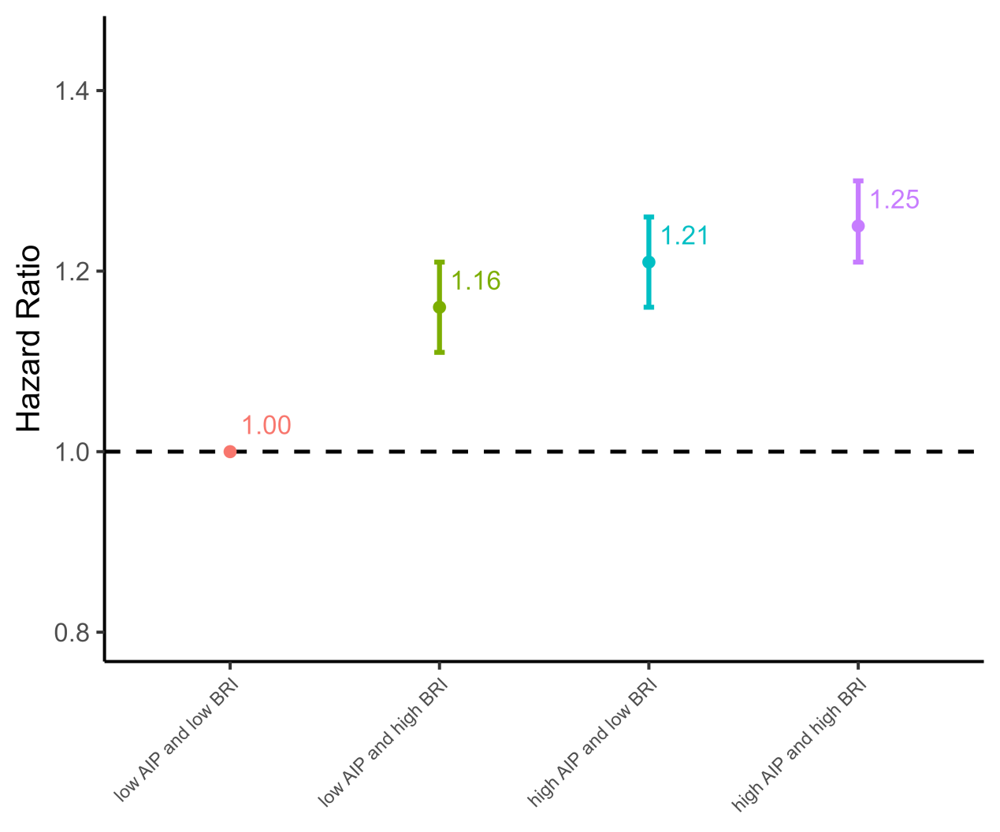 Hazard Ratio
1.4
1.2
1.0
0.8
1.00
1.16
1.21
1.25
low AIP and low BRI
low AIP and high BRI
high AIP and low BRI
high AIP and high BRI